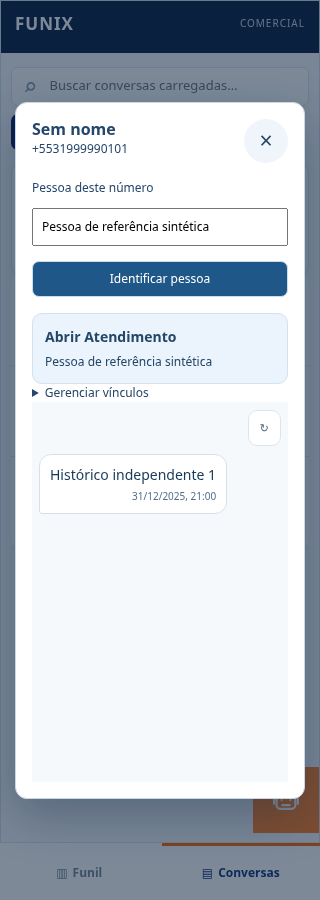 FUNIX
COMERCIAL
Buscar conversas carregadas...
Sem nome
+5531999990101
×
Pessoa deste número
Pessoa de referência sintética
Identificar pessoa
Abrir Atendimento
Pessoa de referência sintética
Gerenciar vínculos
↻
Histórico independente 1
31/12/2025, 21:00
Funil
Conversas